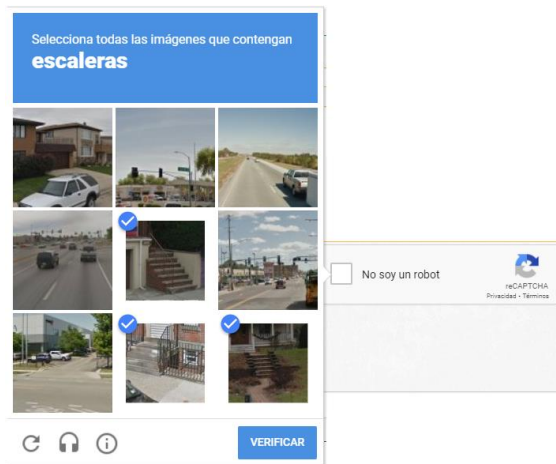 Selecciona todas las imágenes que contengan
escaleras
No soy un robot
reCAPTCHA
Privacidad - Términos
VERIFICAR